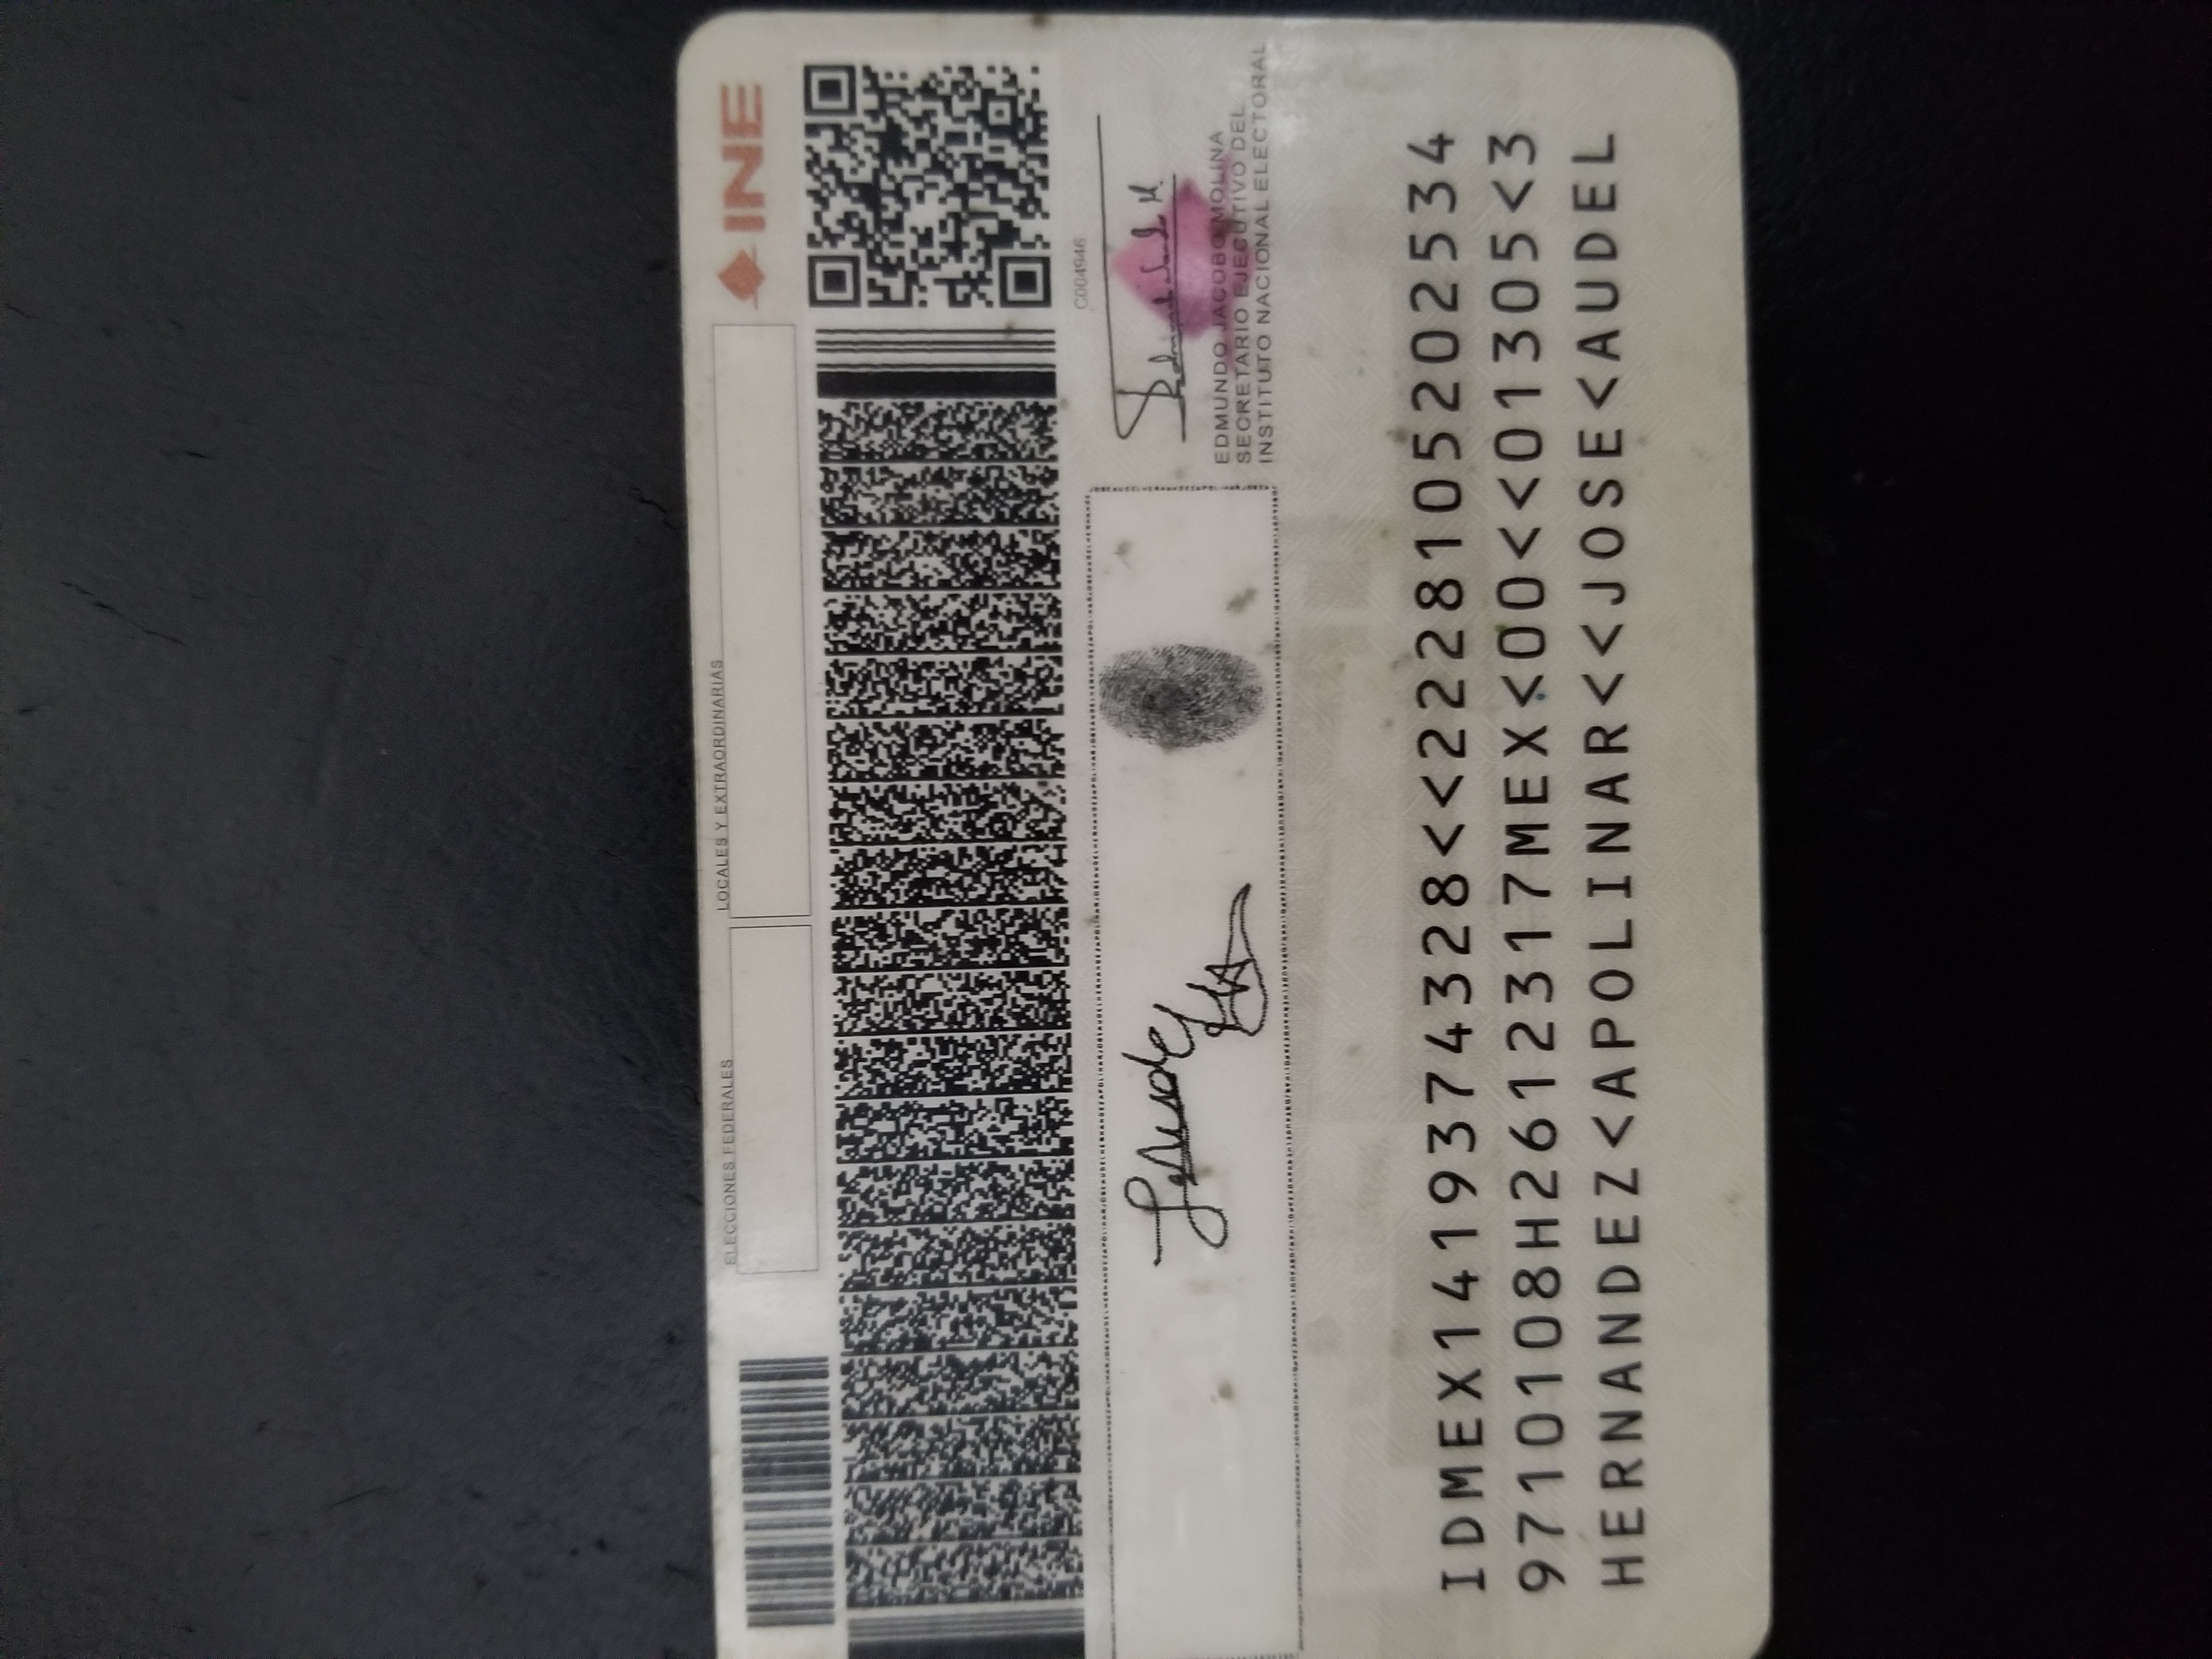 INE
ELECCIONES FEDERALES
LOCALES Y EXTRAORDINARIAS
C004946
EDMUNDO JACOBO MOLINA
SECRETARIO EJECUTIVO DEL
INSTITUTO NACIONAL ELECTORAL
IDMEX1419374328<<2228105202534
9710108H2612317MEX<00<<01305<3
HERNANDEZ<APOLINAR<<JOSE<AUDEL